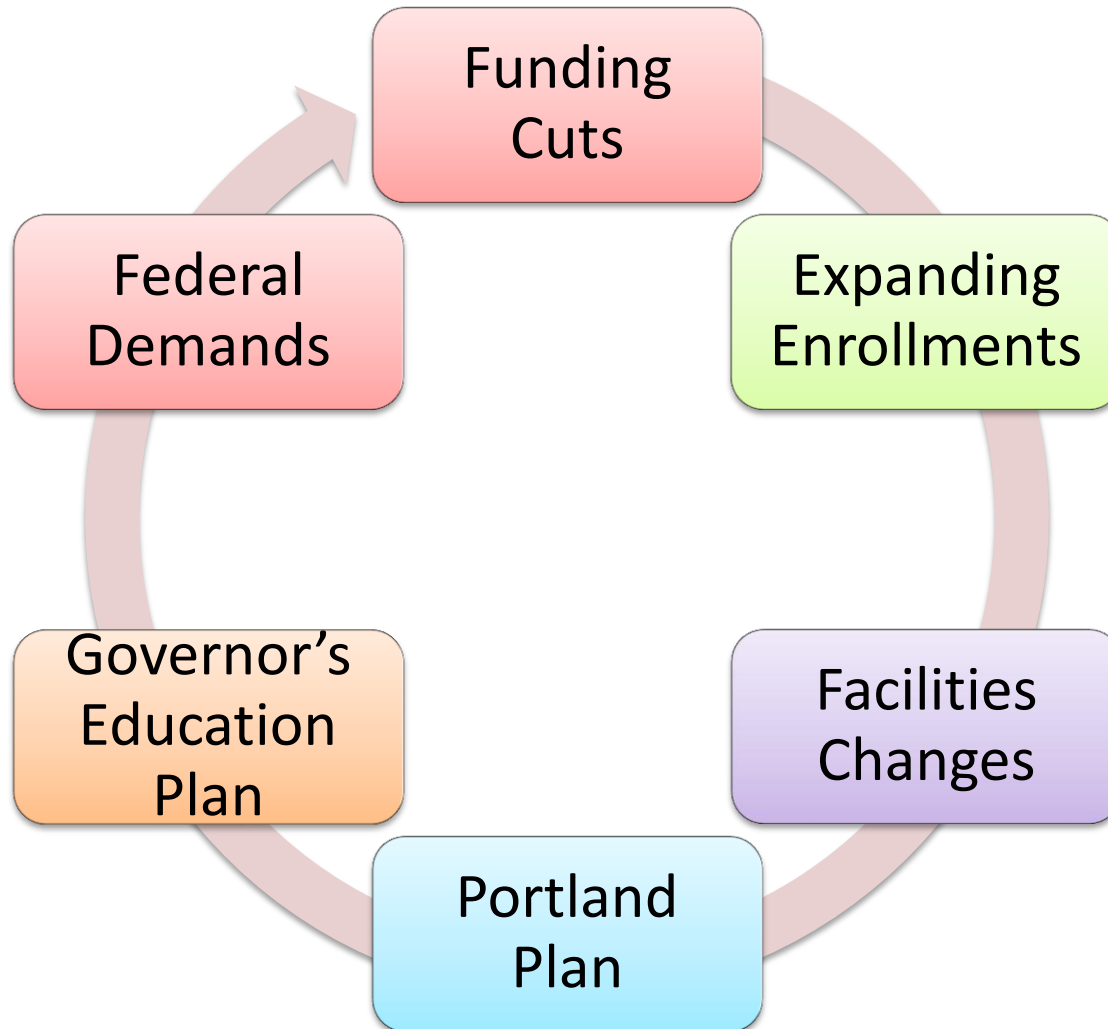 Funding
Cuts
Expanding
Enrollments
Facilities
Changes
Portland
Plan
Governor’s
Education
Plan
Federal
Demands